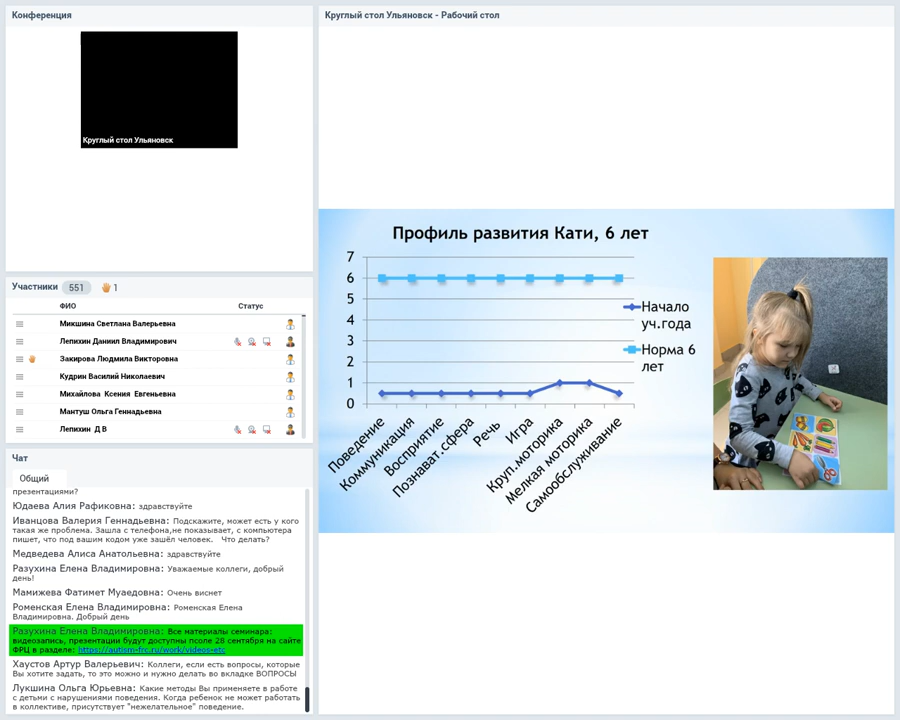 Конференция
Круглый стол Ульяновск
Участники 551 1
ФИО Статус
Микшина Светлана Валерьевна
Лепихин Даниил Владимирович
Закирова Людмила Викторовна
Кудрин Василий Николаевич
Михайлова Ксения Евгеньевна
Мантуш Ольга Геннадьевна
Лепихин Д В
Чат
Общий
презентациями?
Юдаева Алия Рафиковна: здравствуйте
Иванцова Валерия Геннадьевна: Подскажите, может есть у кого
такая же проблема. Зашла с телефона,не показывает, с компьютера
пишет, что под вашим кодом уже зашёл человек. Что делать?
Медведева Алиса Анатольевна: здравствуйте
Разухина Елена Владимировна: Уважаемые коллеги, добрый
день!
Мамижева Фатимет Муаедовна: Очень виснет
Роменская Елена Владимировна: Роменская Елена
Владимировна. Добрый день
Разухина Елена Владимировна: Все материалы семинара:
видеозапись, презентации будут доступны псоле 28 сентября на сайте
ФРЦ в разделе: https://autism-frc.ru/work/videos-etc
Хаустов Артур Валерьевич: Коллеги, если есть вопросы, которые
Вы хотите задать, то это можно и нужно делать во вкладке ВОПРОСЫ
Лукшина Ольга Юрьевна: Какие методы Вы применяете в работе
с детьми с нарушениями поведения. Когда ребенок не может работать
в коллективе, присутствует "нежелательное" поведение.
Круглый стол Ульяновск - Рабочий стол
Профиль развития Кати, 6 лет
7
6
5
4
3
2
1
0
Поведение
Коммуникация
Восприятие
Познават.сфера
Речь
Игра
Круп.моторика
Мелкая моторика
Самообслуживание
Начало
уч.года
Норма 6
лет